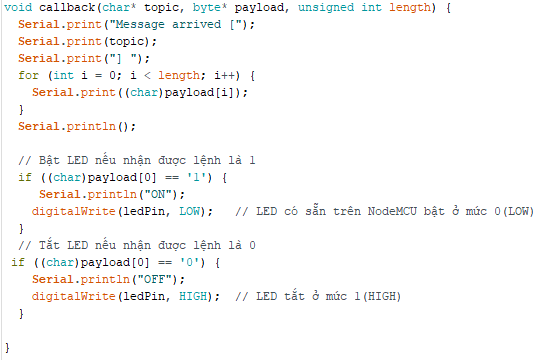 void callback(char* topic, byte* payload, unsigned int length) {
  Serial.print("Message arrived [");
  Serial.print(topic);
  Serial.print("] ");
  for (int i = 0; i < length; i++) {
    Serial.print((char)payload[i]);
  }
  Serial.println();

  // Bật LED nếu nhận được lệnh là 1
  if ((char)payload[0] == '1') {
     Serial.println("ON");
    digitalWrite(ledPin, LOW);   // LED có sẵn trên NodeMCU bật ở mức 0(LOW)
  }
  // Tắt LED nếu nhận được lệnh là 0
 if ((char)payload[0] == '0') {
    Serial.println("OFF");
    digitalWrite(ledPin, HIGH);  // LED tắt ở mức 1(HIGH)
  }

}